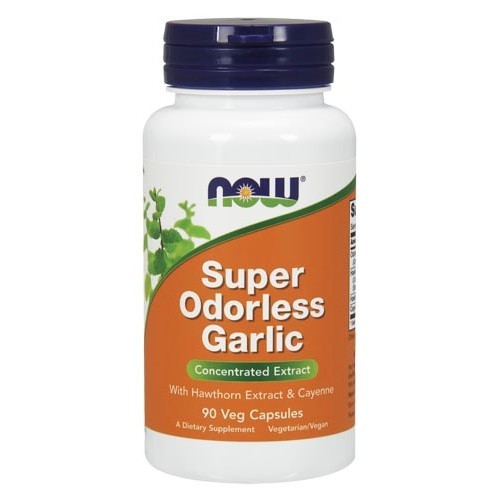 now®
Super
Odorless
Garlic
Concentrated Extract
With Hawthorn Extract & Cayenne
90 Veg Capsules
A Dietary Supplement Vegetarian/Vegan